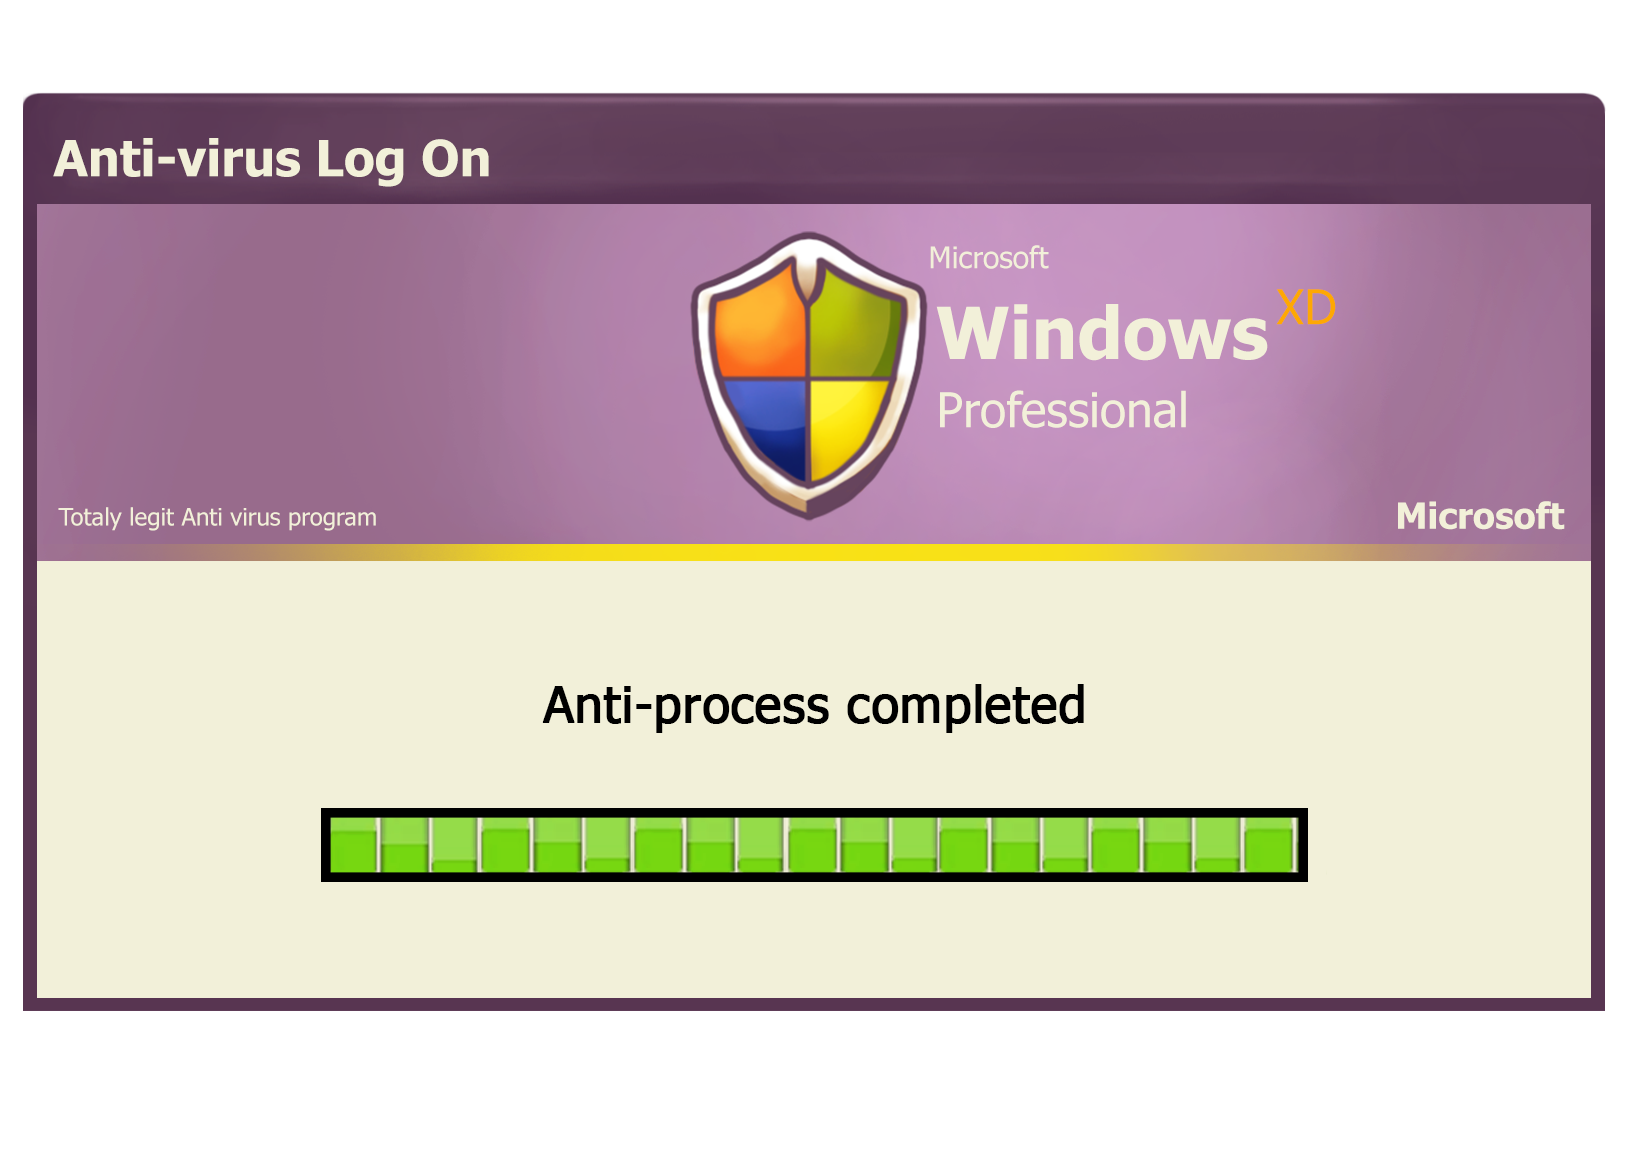 Anti-virus Log On
Microsoft
Windows XD
Professional
Totaly legit Anti virus program
Microsoft
Anti-process completed